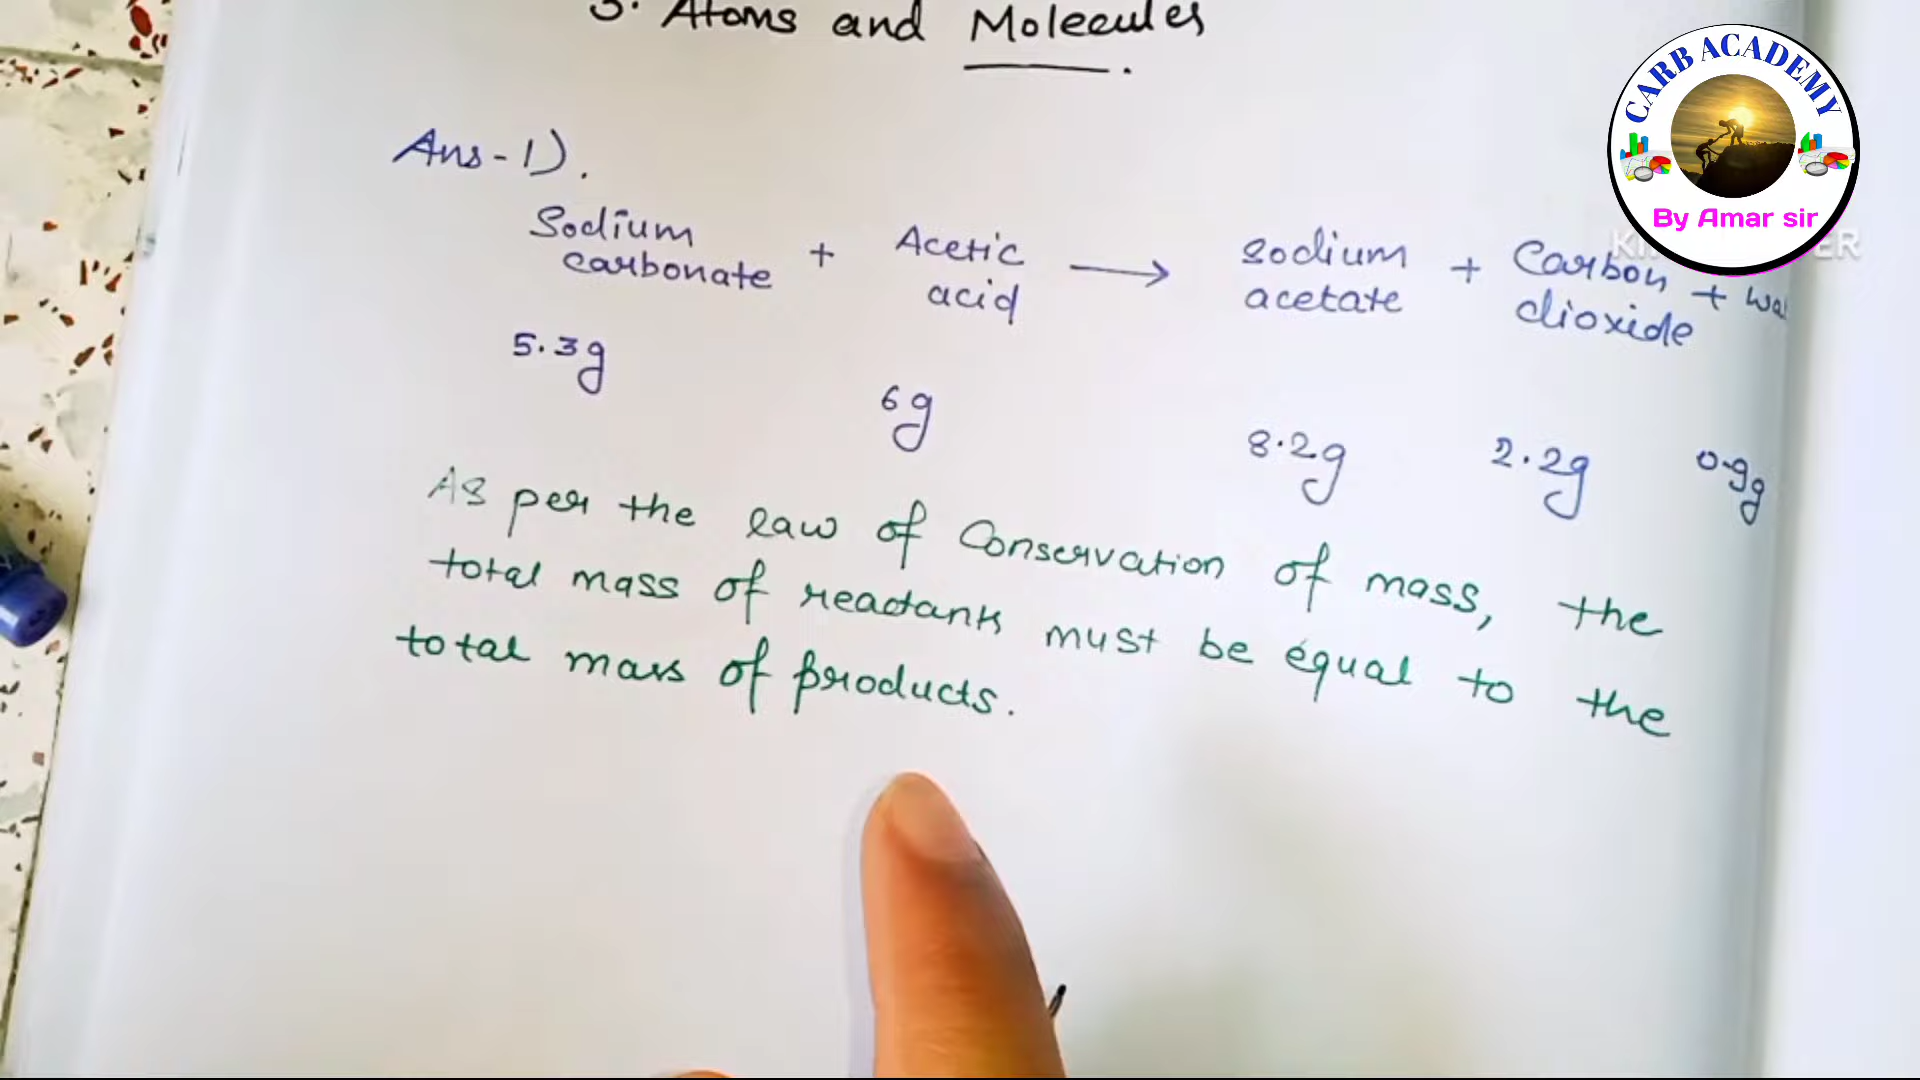 3. Atoms and Molecules
CARB ACADEMY
By Amar sir
Ans-1).
Sodium carbonate + Acetic acid → Sodium acetate + Carbon dioxide +
5.3g 6g 8.2g 2.2g 0.9g
As per the law of Conservation of mass, the
total mass of reactants must be equal to the
total mass of products.